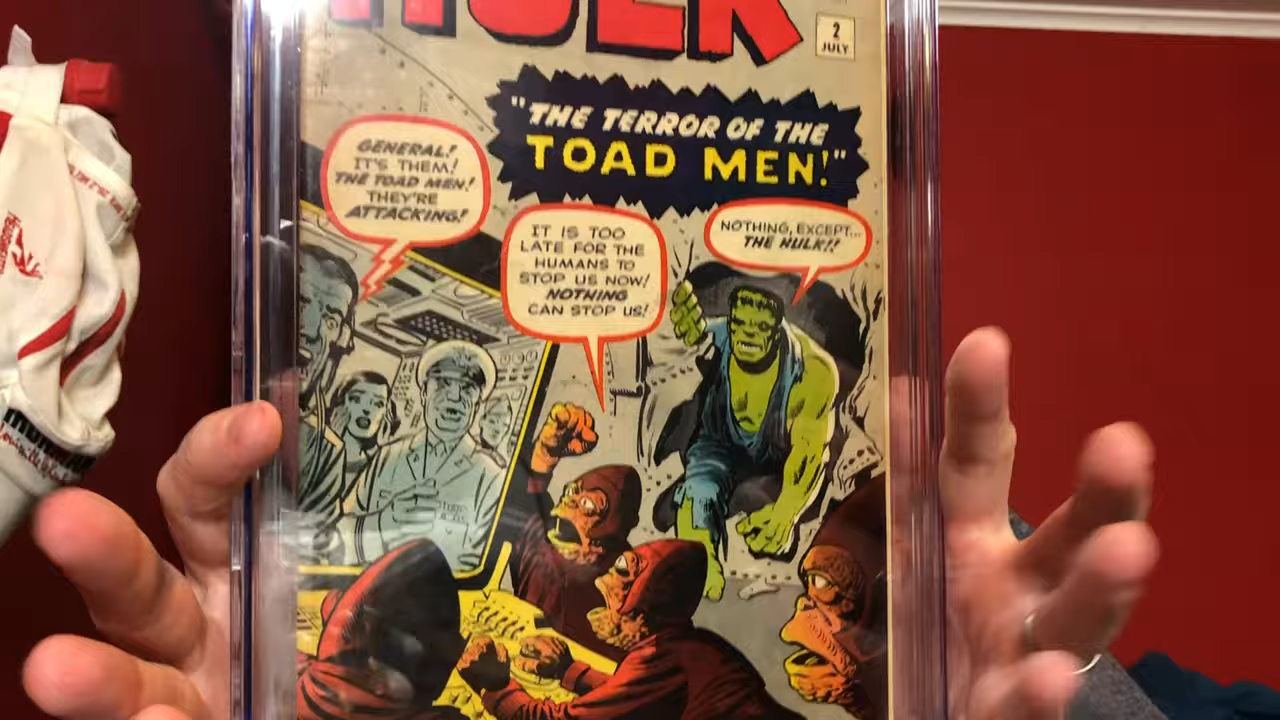 HULK
2
JULY
"THE TERROR OF THE
TOAD MEN!"
GENERAL!
IT'S THEM!
THE TOAD MEN!
THEY'RE
ATTACKING!
IT IS TOO
LATE FOR THE
HUMANS TO
STOP US NOW!
NOTHING
CAN STOP US!
NOTHING, EXCEPT...
THE HULK!!